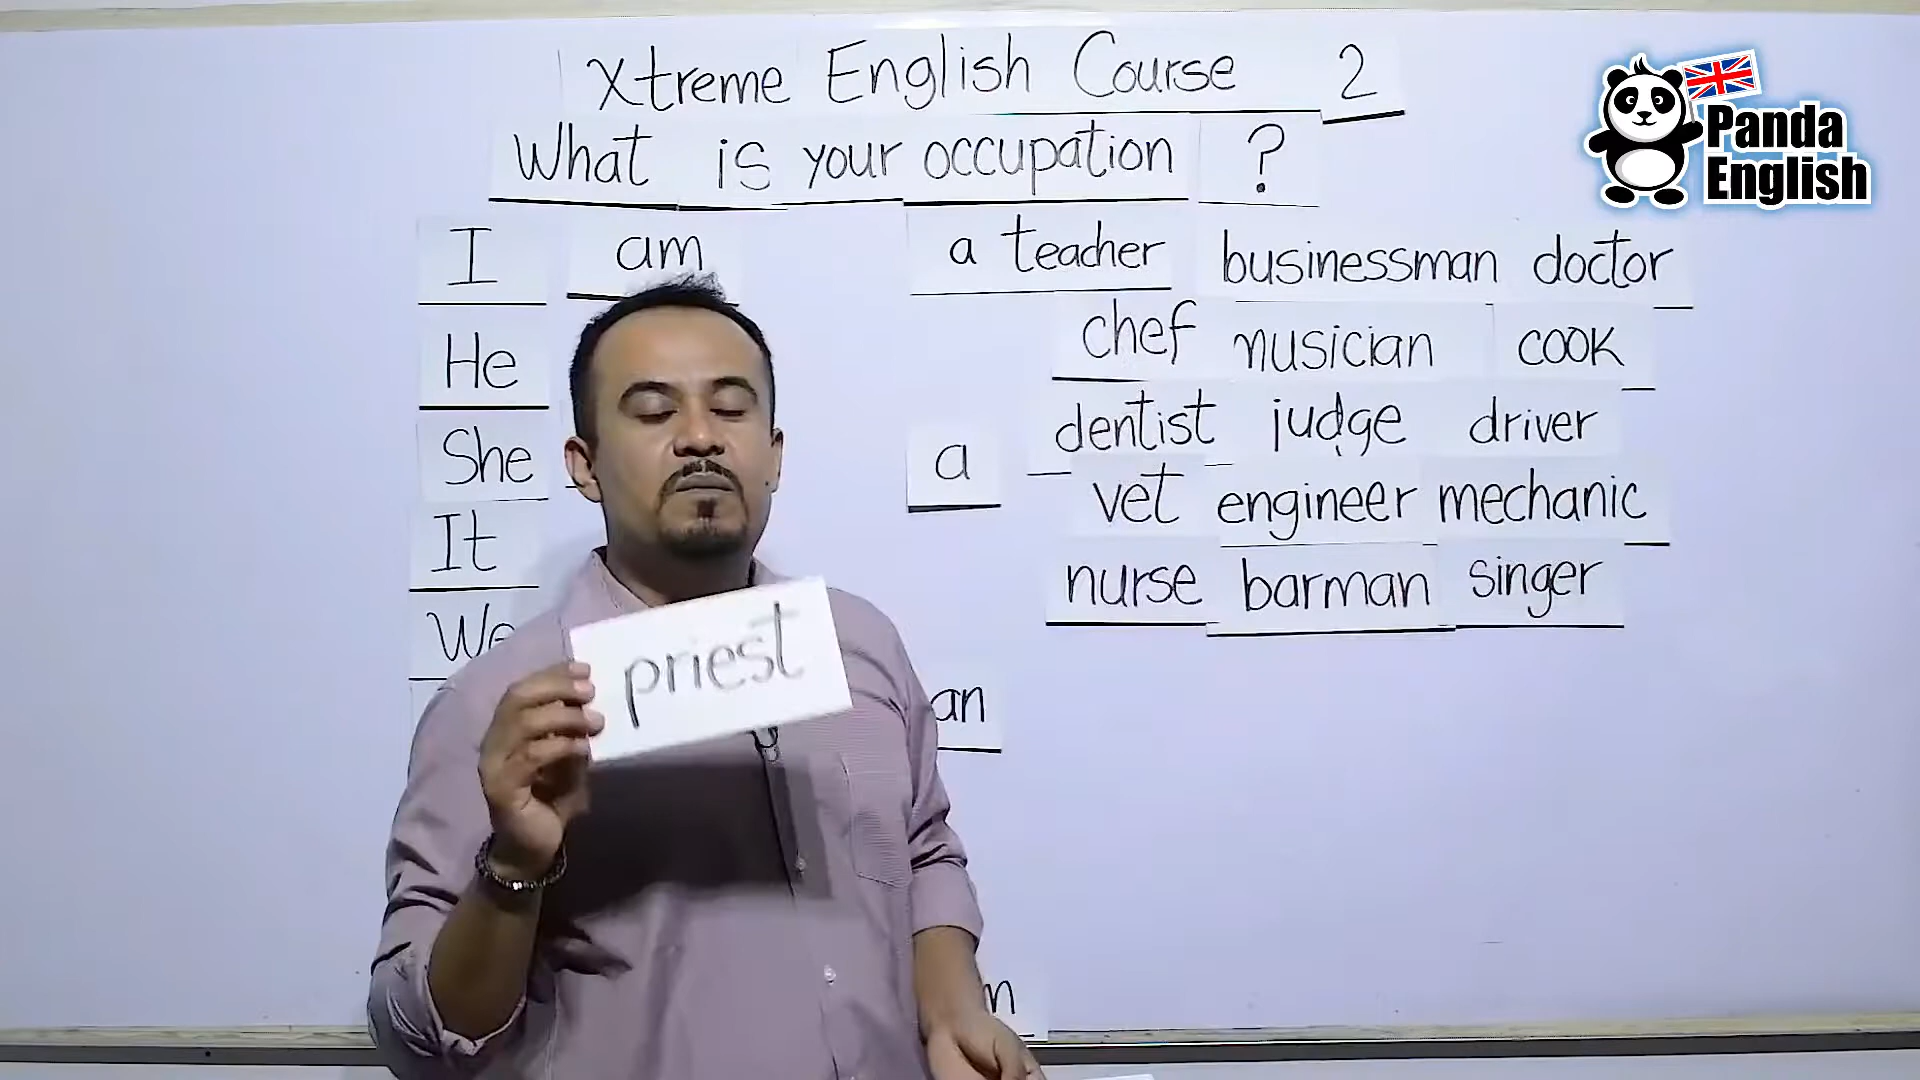 Xtreme English Course 2
What is your occupation ?
Panda
English
I am a teacher businessman doctor
chef musician cook
He
dentist judge driver
She a
vet engineer mechanic
It
nurse barman singer
We
priest
an